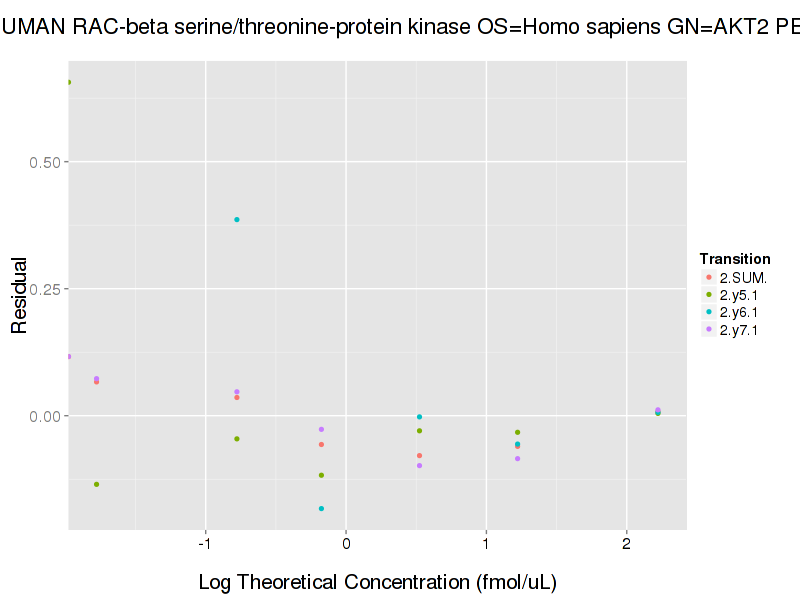 UMAN RAC-beta serine/threonine-protein kinase OS=Homo sapiens GN=AKT2 PE
0.50
0.25
0.00
Residual
-1 0 1 2
Log Theoretical Concentration (fmol/uL)
Transition
2.SUM.
2.y5.1
2.y6.1
2.y7.1